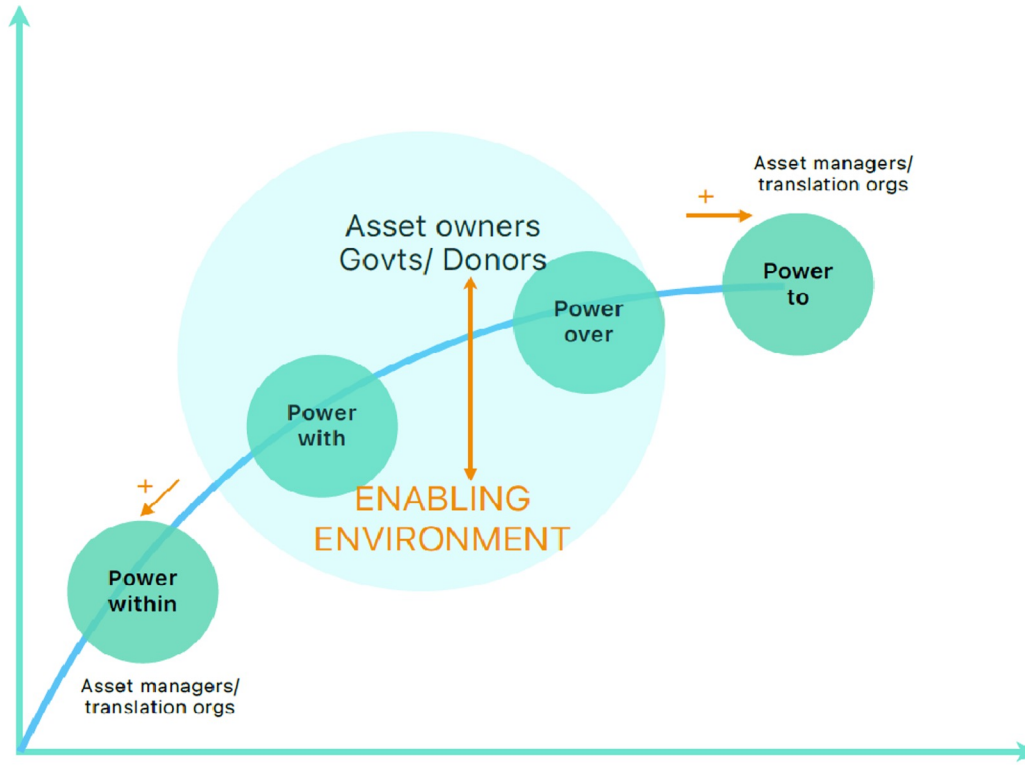 Asset managers/
translation orgs
+
Power
to
Asset owners
Govts/ Donors
Power
over
Power
with
ENABLING
ENVIRONMENT
+
Power
within
Asset managers/
translation orgs